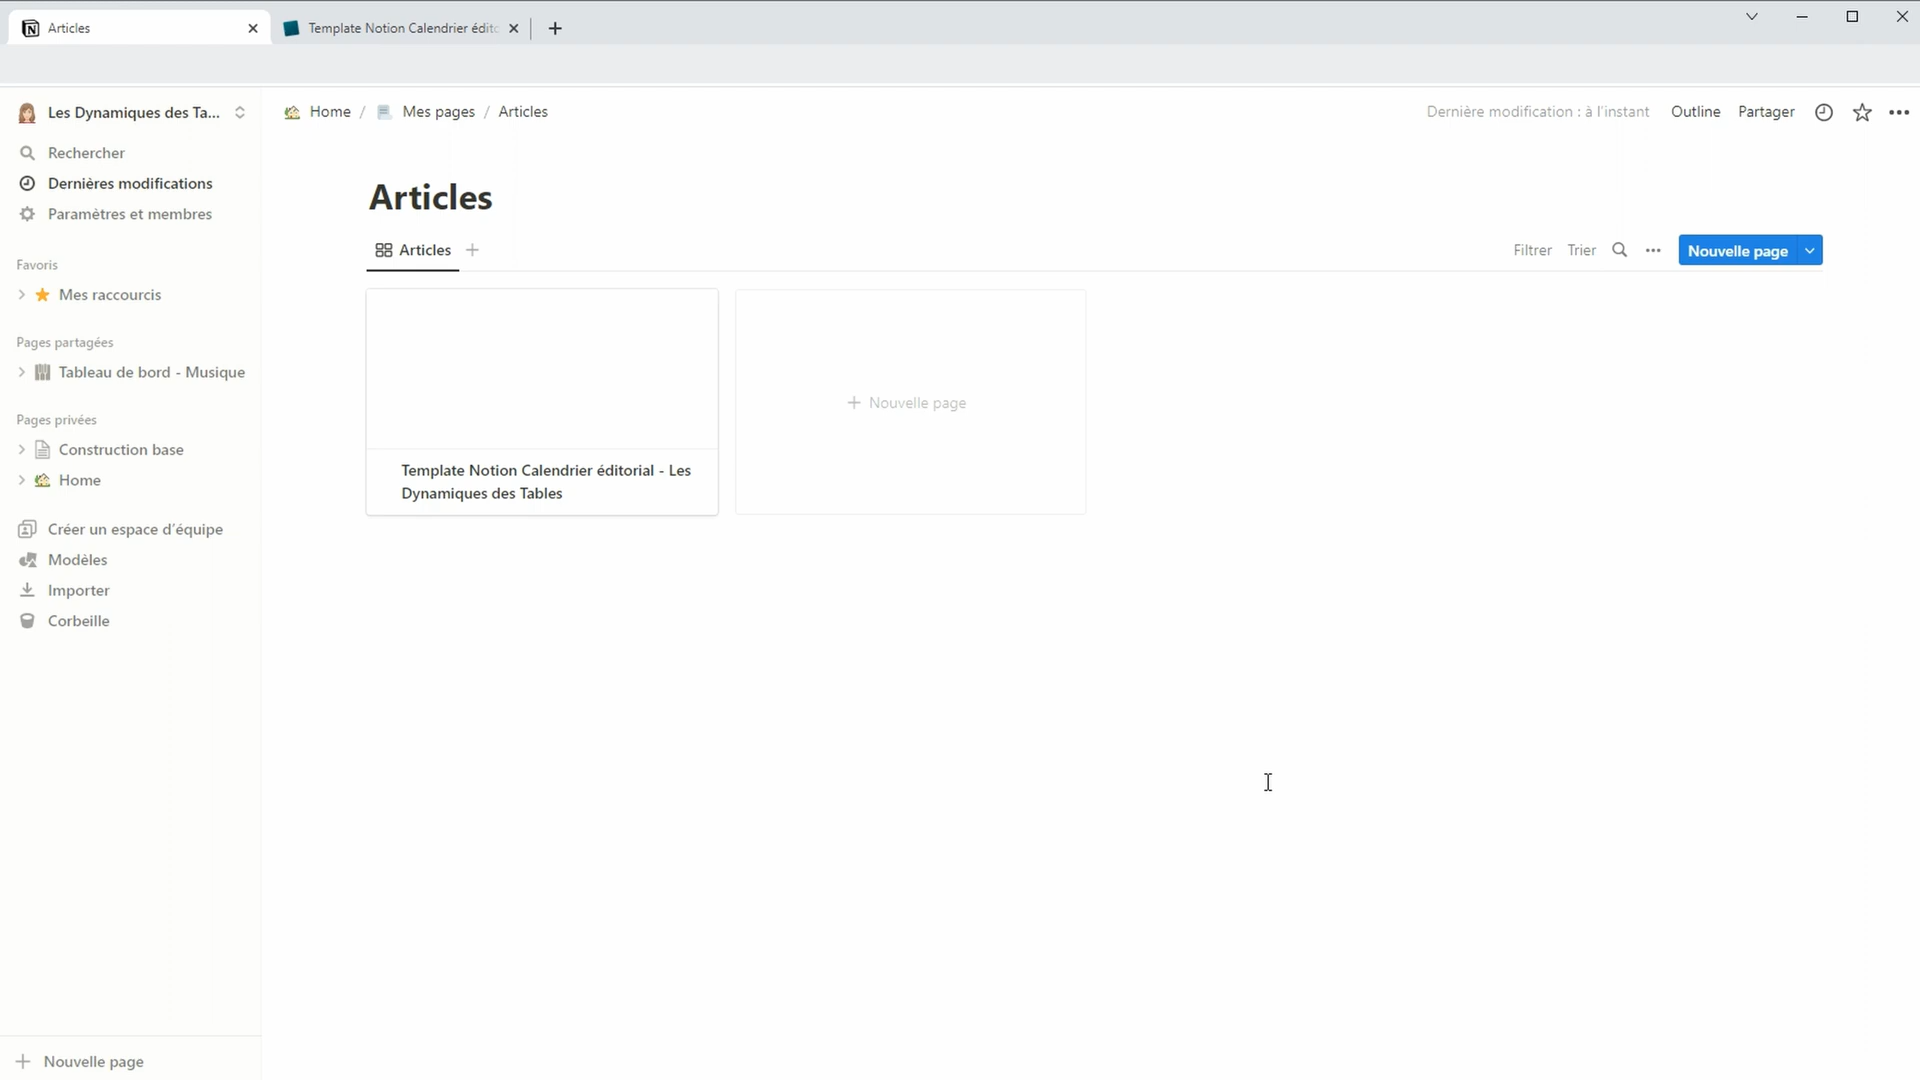 Articles
Template Notion Calendrier édito
Les Dynamiques des Ta...
Home / Mes pages / Articles
Dernière modification : à l'instant
Outline
Partager
Rechercher
Dernières modifications
Paramètres et membres
Favoris
Mes raccourcis
Pages partagées
Tableau de bord - Musique
Pages privées
Construction base
Home
Créer un espace d'équipe
Modèles
Importer
Corbeille
Nouvelle page
Articles
Articles
Filtrer
Trier
Nouvelle page
Template Notion Calendrier éditorial - Les
Dynamiques des Tables
Nouvelle page